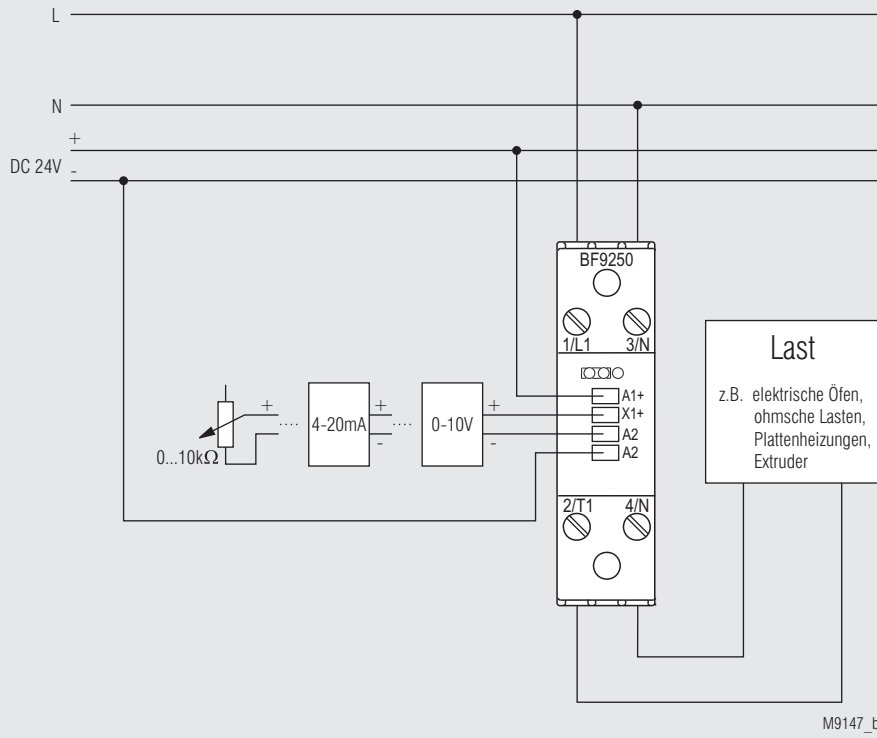 L
N
+
DC 24V
-
BF9250
1/L1 3/N
A1+
X1+
A2
A2
2/T1 4/N
0...10kΩ
+
....
4-20mA
+
-
....
0-10V
+
-
Last
z.B. elektrische Öfen,
ohmsche Lasten,
Plattenheizungen,
Extruder
M9147_b